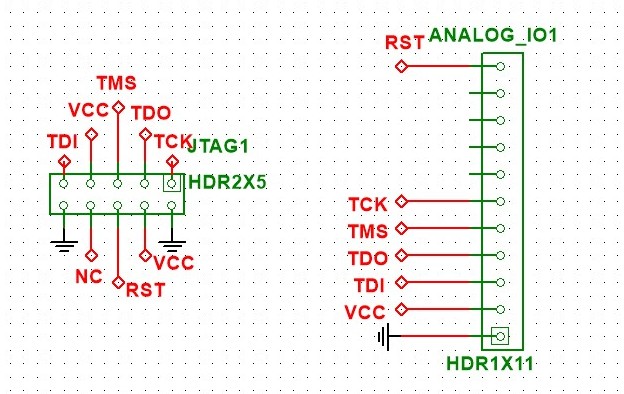 TMS
VCC TDO
TDI TCK JTAG1
HDR2X5
NC VCC
RST
RST ANALOG_IO1
TCK
TMS
TDO
TDI
VCC
HDR1X11